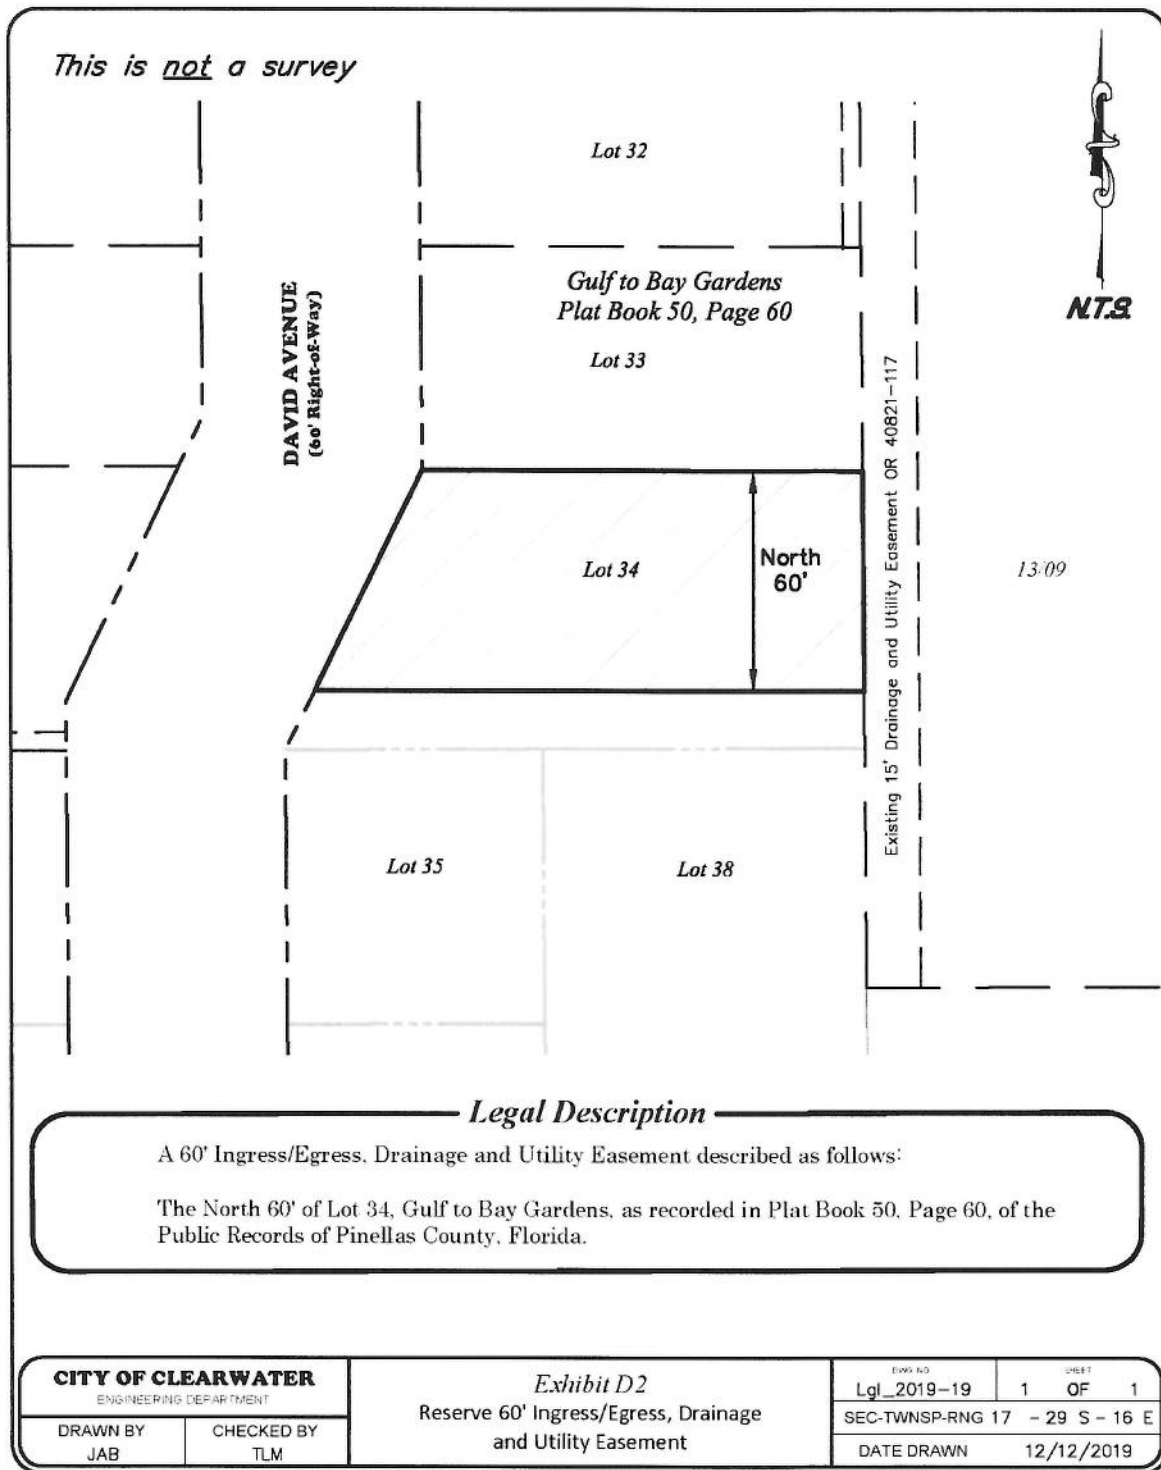 This is not a survey
Lot 32
Gulf to Bay Gardens
Plat Book 50, Page 60
N.T.S.
DAVID AVENUE
(60' Right-of-Way)
Lot 33
Existing 15' Drainage and Utility Easement OR 40821-117
Lot 34
North
60'
13/09
Lot 35
Lot 38
Legal Description
A 60' Ingress/Egress, Drainage and Utility Easement described as follows:
The North 60' of Lot 34, Gulf to Bay Gardens, as recorded in Plat Book 50, Page 60, of the
Public Records of Pinellas County, Florida.
CITY OF CLEARWATER
ENGINEERING DEPARTMENT
DRAWN BY
JAB
CHECKED BY
TLM
Exhibit D2
Reserve 60' Ingress/Egress, Drainage
and Utility Easement
DWG NO
Lgl_2019-19
SHEET
1 OF 1
SEC-TWNSP-RNG 17 - 29 S - 16 E
DATE DRAWN 12/12/2019